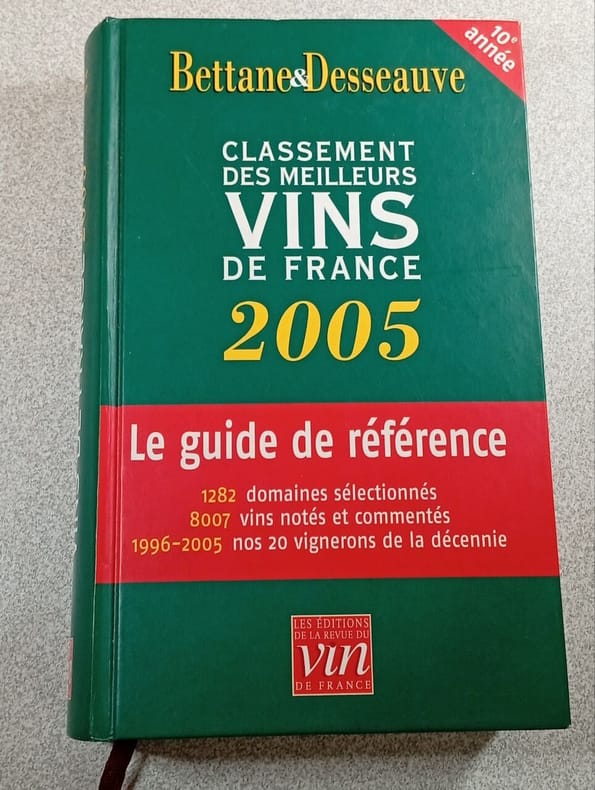 10e
année
Bettane&Desseauve
CLASSEMENT
DES MEILLEURS
VINS
DE FRANCE
2005
Le guide de référence
1282 domaines sélectionnés
8007 vins notés et commentés
1996-2005 nos 20 vignerons de la décennie
LES ÉDITIONS
DE LA REVUE DU
vin
DE FRANCE